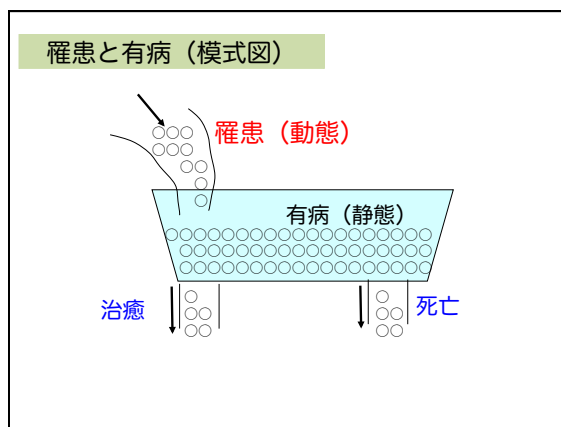 罹患と有病（模式図）
罹患（動態）
有病（静態）
治癒
死亡